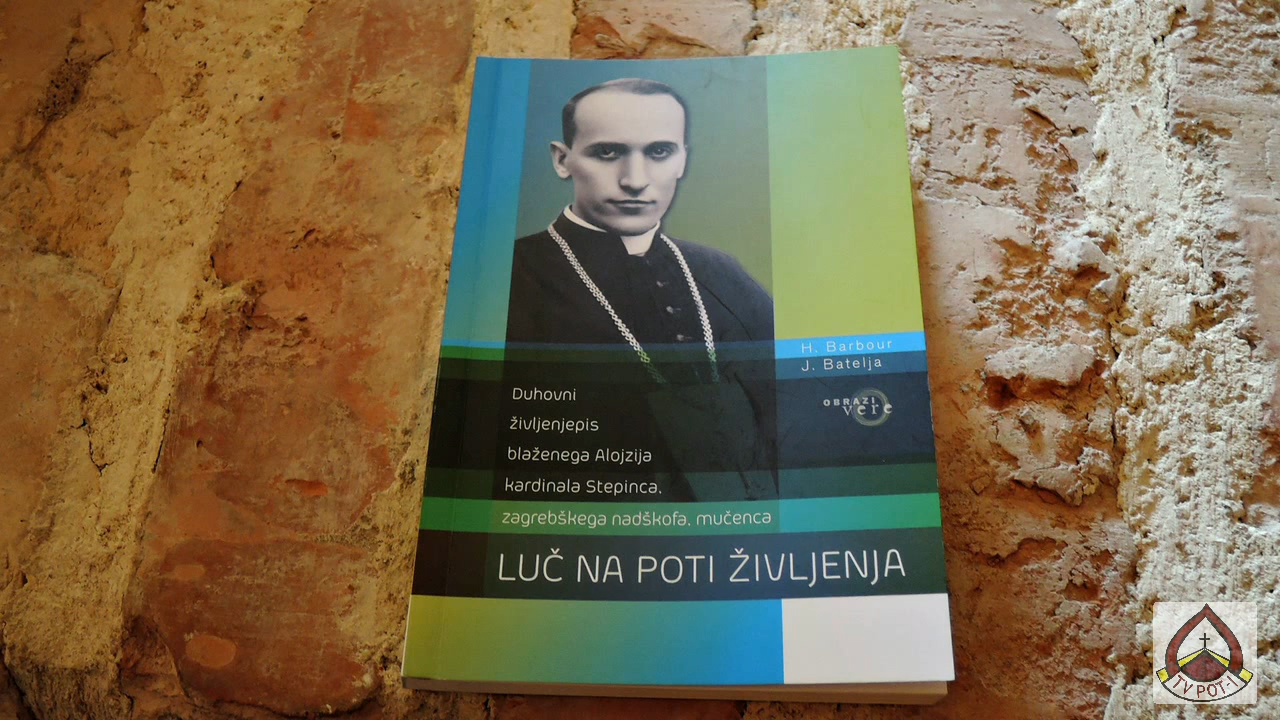 H. Barbour
J. Batelja
OBRAZI
vere
Duhovni
življenjepis
blaženega Alojzija
kardinala Stepinca,
zagrebškega nadškofa, mučenca
LUČ NA POTI ŽIVLJENJA
TV POT-1